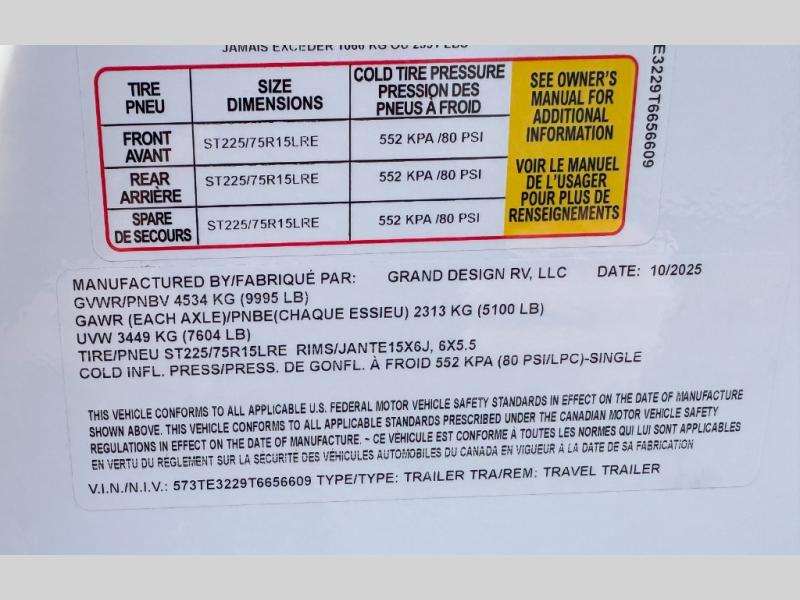 JAMAIS EXCEDER 1066 KG OU 2351 LBS
TIRE PNEU SIZE DIMENSIONS COLD TIRE PRESSURE PRESSION DES PNEUS À FROID
FRONT AVANT ST225/75R15LRE 552 KPA /80 PSI
REAR ARRIÈRE ST225/75R15LRE 552 KPA /80 PSI
SPARE DE SECOURS ST225/75R15LRE 552 KPA /80 PSI
SEE OWNER'S
MANUAL FOR
ADDITIONAL
INFORMATION
VOIR LE MANUEL
DE L'USAGER
POUR PLUS DE
RENSEIGNEMENTS
E3229T6656609
MANUFACTURED BY/FABRIQUÉ PAR: GRAND DESIGN RV, LLC DATE: 10/2025
GVWR/PNBV 4534 KG (9995 LB)
GAWR (EACH AXLE)/PNBE(CHAQUE ESSIEU) 2313 KG (5100 LB)
UVW 3449 KG (7604 LB)
TIRE/PNEU ST225/75R15LRE RIMS/JANTE15X6J, 6X5.5
COLD INFL. PRESS/PRESS. DE GONFL. À FROID 552 KPA (80 PSI/LPC)-SINGLE
THIS VEHICLE CONFORMS TO ALL APPLICABLE U.S. FEDERAL MOTOR VEHICLE SAFETY STANDARDS IN EFFECT ON THE DATE OF MANUFACTURE
SHOWN ABOVE. THIS VEHICLE CONFORMS TO ALL APPLICABLE STANDARDS PRESCRIBED UNDER THE CANADIAN MOTOR VEHICLE SAFETY
REGULATIONS IN EFFECT ON THE DATE OF MANUFACTURE. - CE VEHICULE EST CONFORME À TOUTES LES NORMES QUI LUI SONT APPLICABLES
EN VERTU DU RÈGLEMENT SUR LA SÉCURITÉ DES VÉHICULES AUTOMOBILES DU CANADA EN VIGUEUR À LA DATE DE SA FABRICATION
V.I.N./N.I.V.: 573TE3229T6656609 TYPE/TYPE: TRAILER TRA/REM: TRAVEL TRAILER